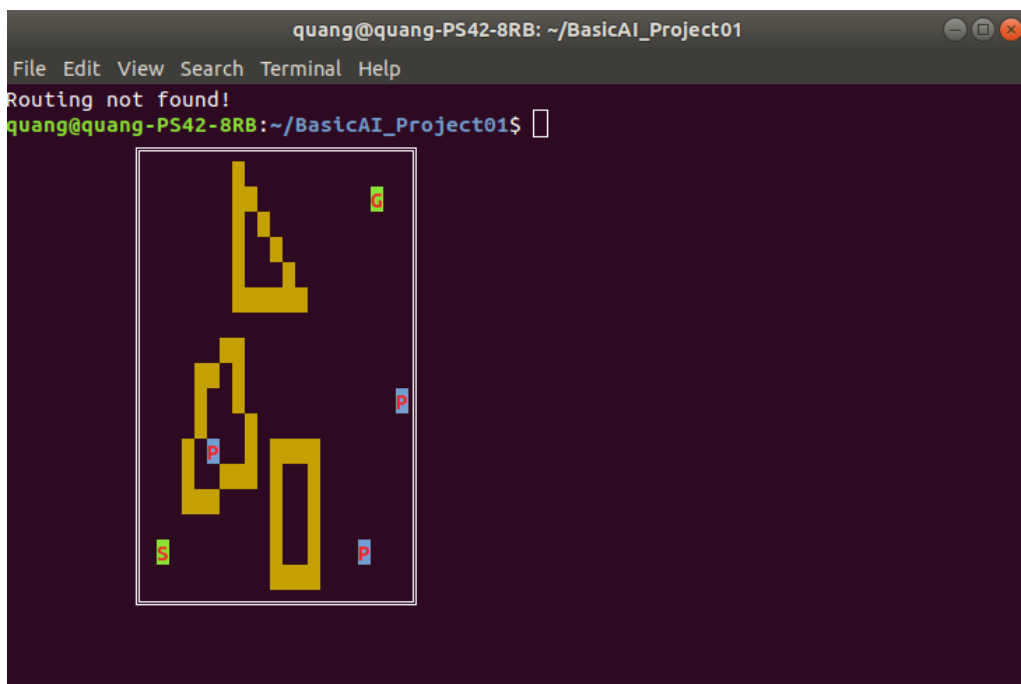 quang@quang-PS42-8RB: ~/BasicAI_Project01
File Edit View Search Terminal Help
Routing not found!
quang@quang-PS42-8RB:~/BasicAI_Project01$
G
P
P
S P